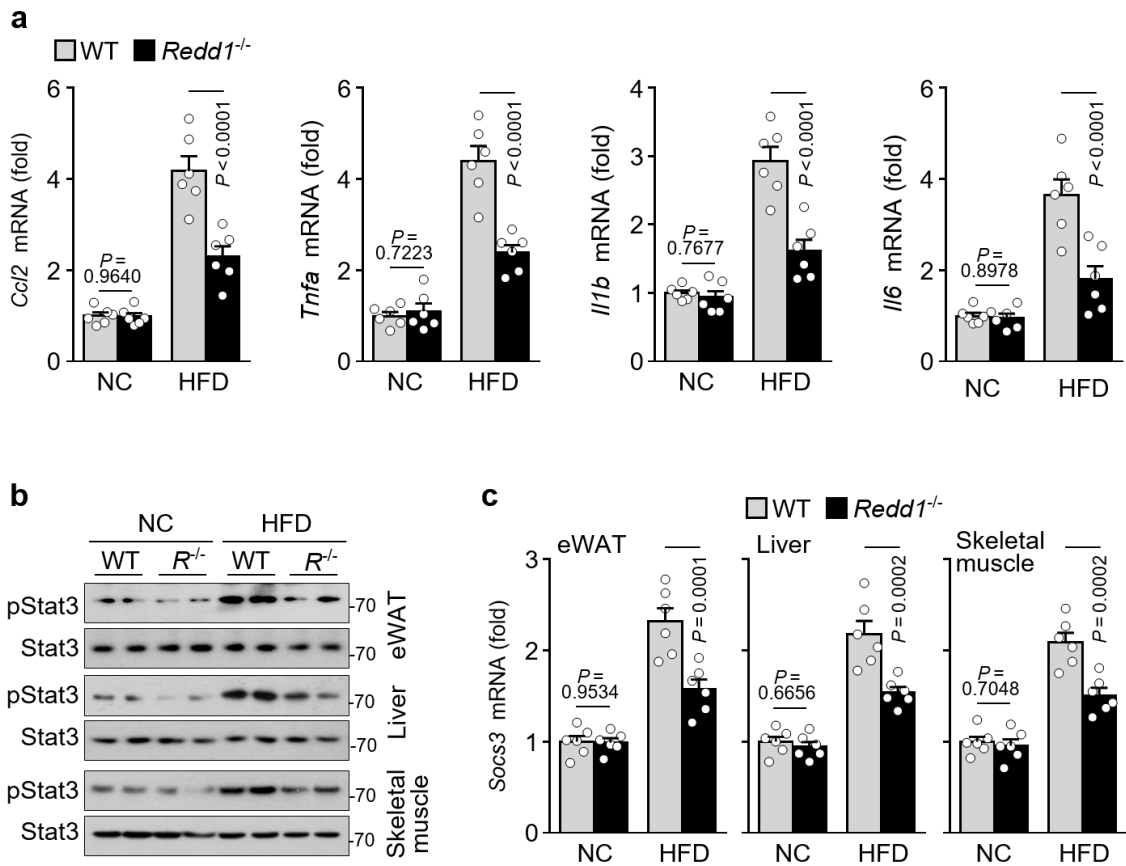 a
WT Redd1-/-
Ccl2 mRNA (fold)
6
4
2
0
P =
0.9640
P < 0.0001
NC HFD
Tnfa mRNA (fold)
6
4
2
0
P =
0.7223
P < 0.0001
NC HFD
Il1b mRNA (fold)
4
3
2
1
0
P =
0.7677
P < 0.0001
NC HFD
Il6 mRNA (fold)
6
4
2
0
P =
0.8978
P < 0.0001
NC HFD
b
NC HFD
WT R-/- WT R-/-
pStat3 -70
Stat3 -70
eWAT
pStat3 -70
Stat3 -70
Liver
pStat3 -70
Stat3 -70
Skeletal
muscle
c
WT Redd1-/-
Socs3 mRNA (fold)
3
2
1
0
eWAT
P =
0.9534
P = 0.0001
NC HFD
Liver
P =
0.6656
P = 0.0002
NC HFD
Skeletal
muscle
P =
0.7048
P = 0.0002
NC HFD